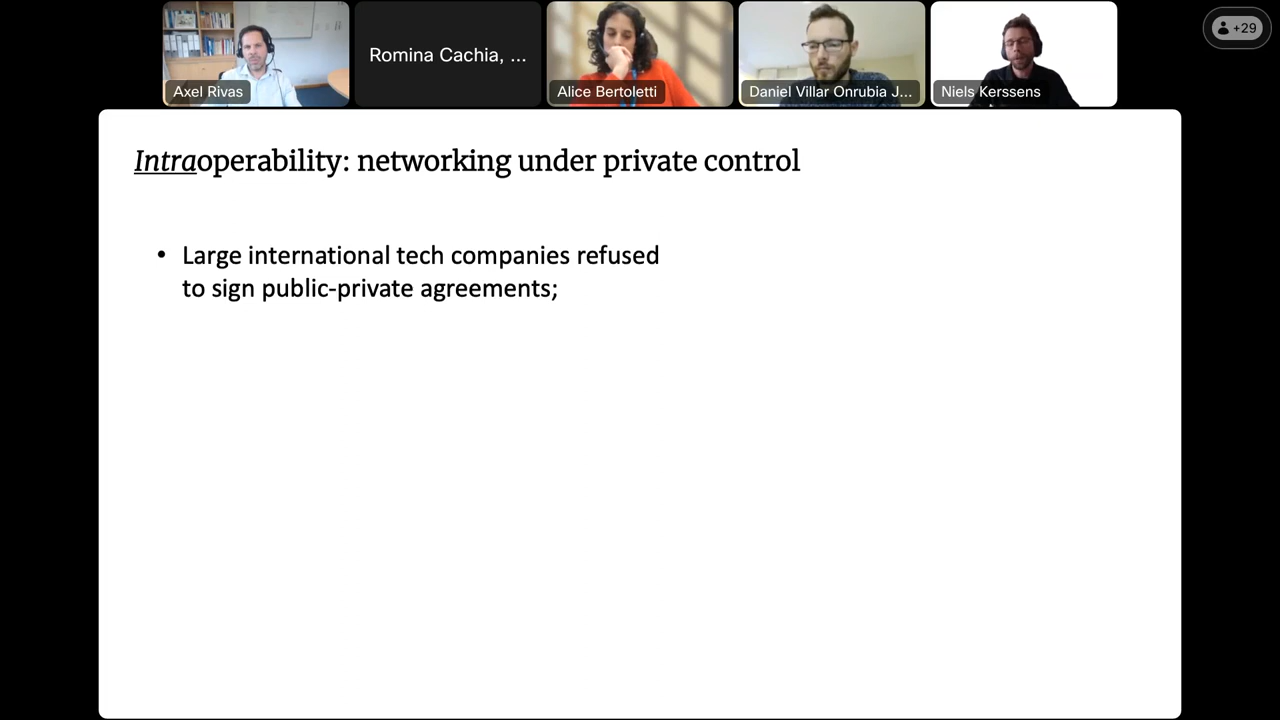 Axel Rivas
Romina Cachia, ...
Alice Bertoletti
Daniel Villar Onrubia J...
Niels Kerssens
+29
Intraoperability: networking under private control
• Large international tech companies refused
to sign public-private agreements;